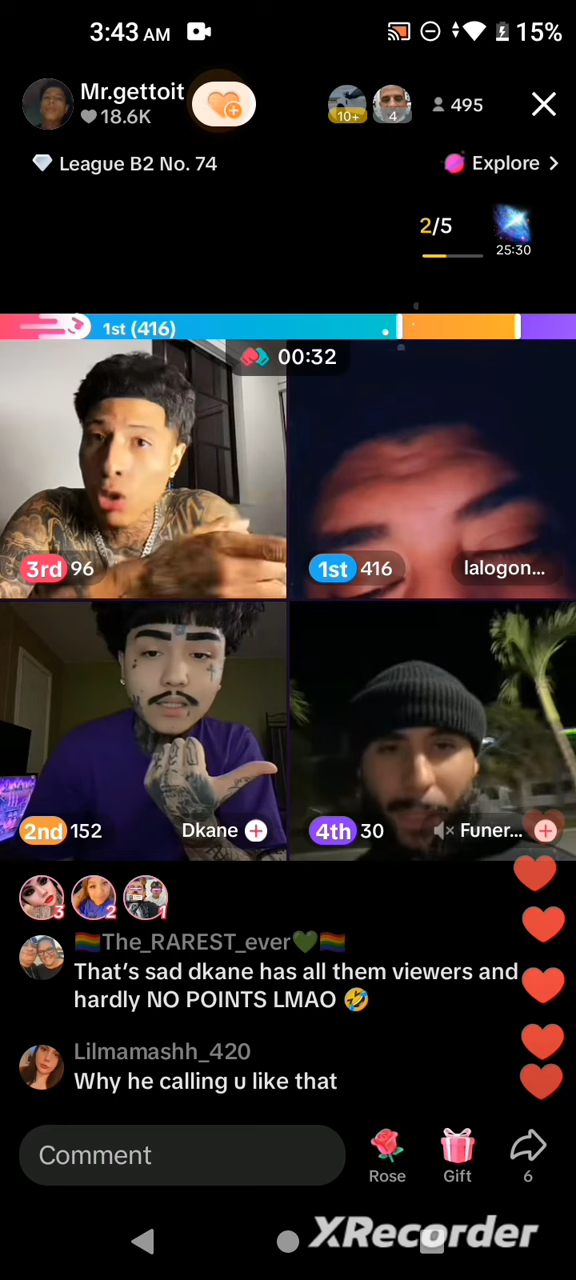 3:43 AM
15%
Mr.gettoit
18.6K
10+
4
495
League B2 No. 74
Explore >
2/5
25:30
1st (416)
00:32
3rd 96
1st 416
lalogon...
2nd 152
Dkane
4th 30
Funer...
3
2
1
🏳️‍🌈The_RAREST_ever💚🏳️‍🌈
That's sad dkane has all them viewers and
hardly NO POINTS LMAO 🤣
Lilmamashh_420
Why he calling u like that
Comment
Rose
Gift
6
XRecorder